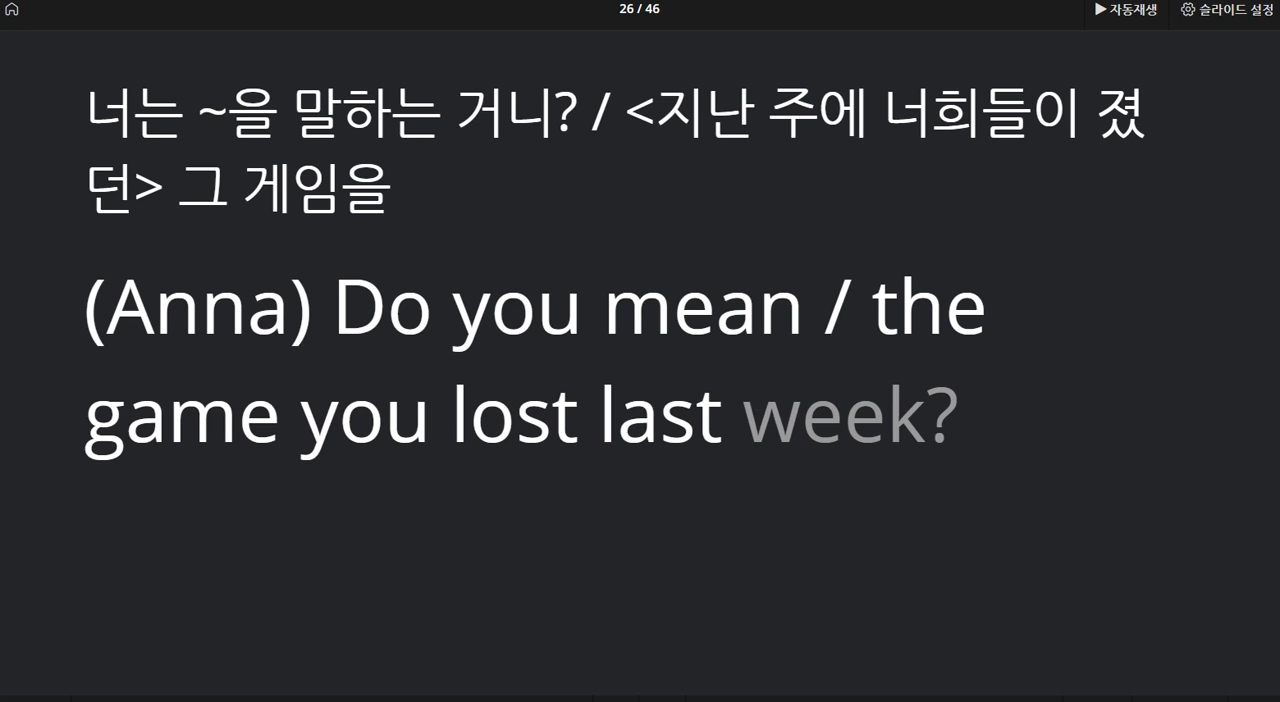 26 / 46
▶ 자동재생
슬라이드 설정
너는 ~을 말하는 거니? / <지난 주에 너희들이 졌
던> 그 게임을
(Anna) Do you mean / the
game you lost last week?